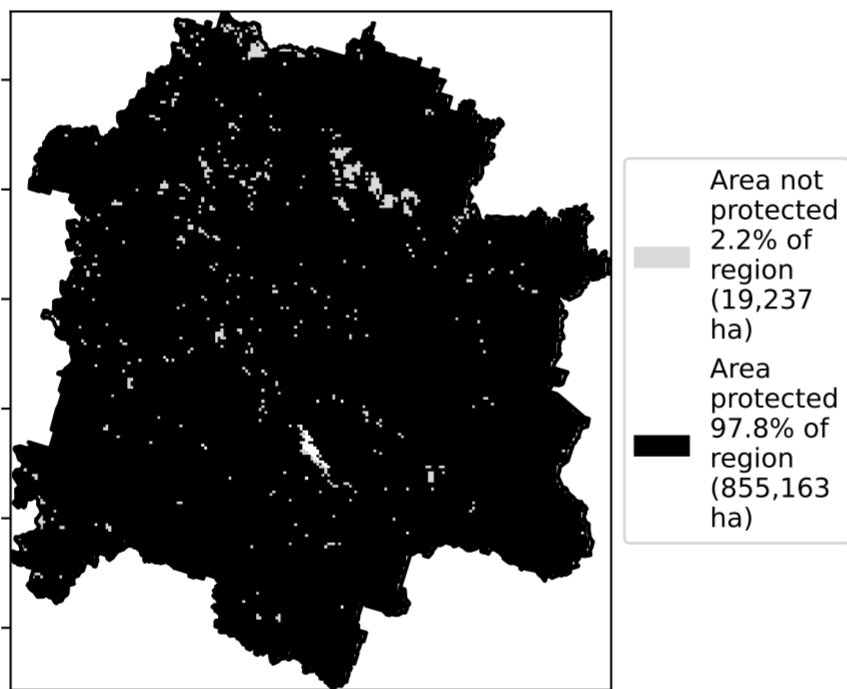 Area not
protected
2.2% of
region
(19,237
ha)
Area
protected
97.8% of
region
(855,163
ha)